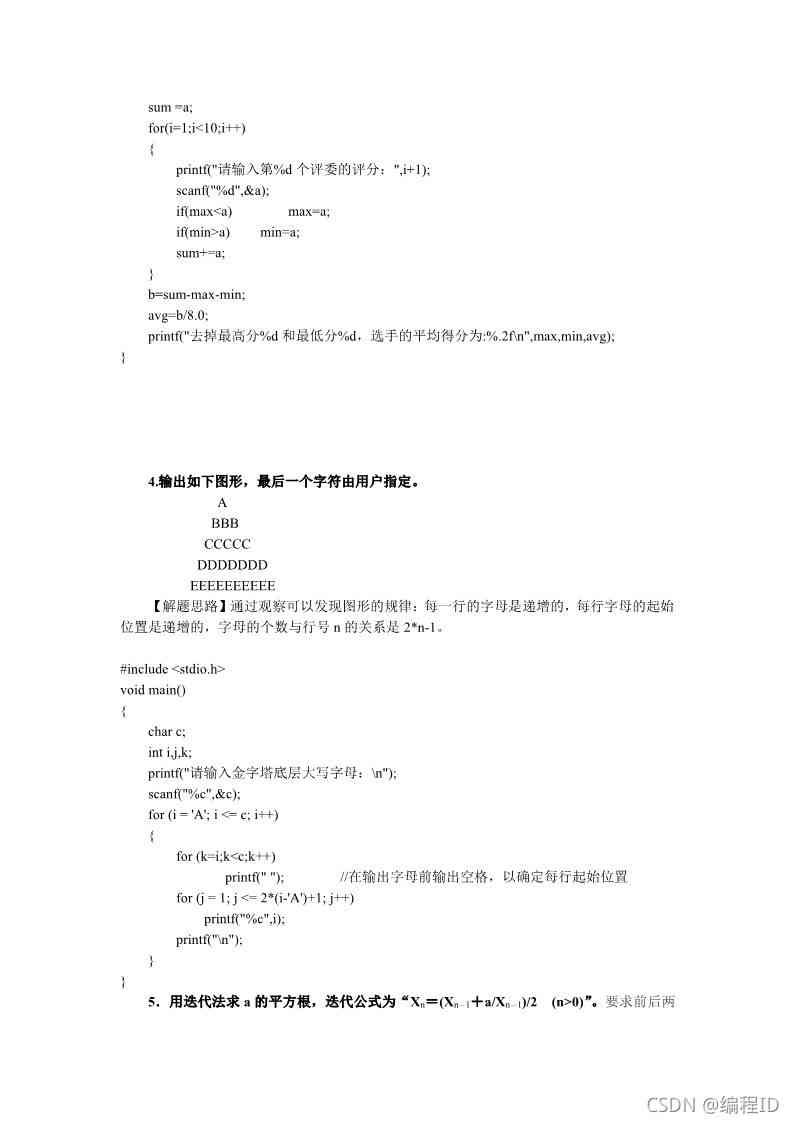 sum =a;
for(i=1;i<10;i++)
{
printf("请输入第%d 个评委的评分：",i+1);
scanf("%d",&a);
if(max<a) max=a;
if(min>a) min=a;
sum+=a;
}
b=sum-max-min;
avg=b/8.0;
printf("去掉最高分%d 和最低分%d，选手的平均得分为:%.2f\n",max,min,avg);
}
4.输出如下图形，最后一个字符由用户指定。
A
BBB
CCCCC
DDDDDDD
EEEEEEEEEE
【解题思路】通过观察可以发现图形的规律：每一行的字母是递增的，每行字母的起始
位置是递增的，字母的个数与行号 n 的关系是 2*n-1。
#include <stdio.h>
void main()
{
char c;
int i,j,k;
printf("请输入金字塔底层大写字母：\n");
scanf("%c",&c);
for (i = 'A'; i <= c; i++)
{
for (k=i;k<c;k++)
printf(" "); //在输出字母前输出空格，以确定每行起始位置
for (j = 1; j <= 2*(i-'A')+1; j++)
printf("%c",i);
printf("\n");
}
}
5．用迭代法求 a 的平方根，迭代公式为“Xn＝(Xn－1＋a/Xn－1)/2 (n>0)”。要求前后两
CSDN @编程ID